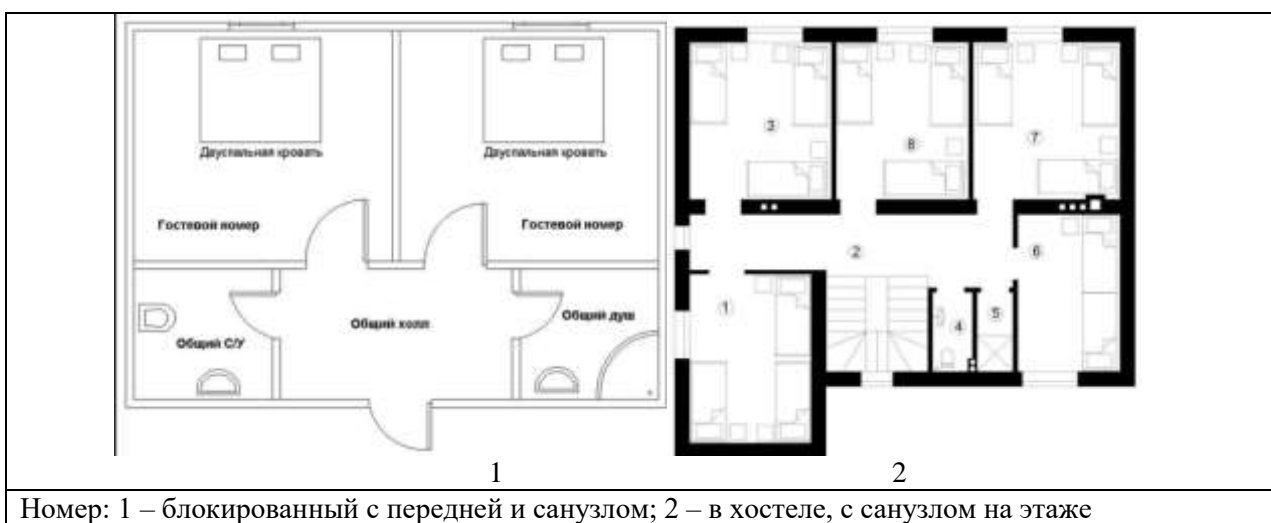 Двуспальная кровать
Двуспальная кровать
Гостевой номер
Гостевой номер
Общий С/У
Общий холл
Общий душ
3
8
7
2
6
1
4
5
1
2
Номер: 1 – блокированный с передней и санузлом; 2 – в хостеле, с санузлом на этаже